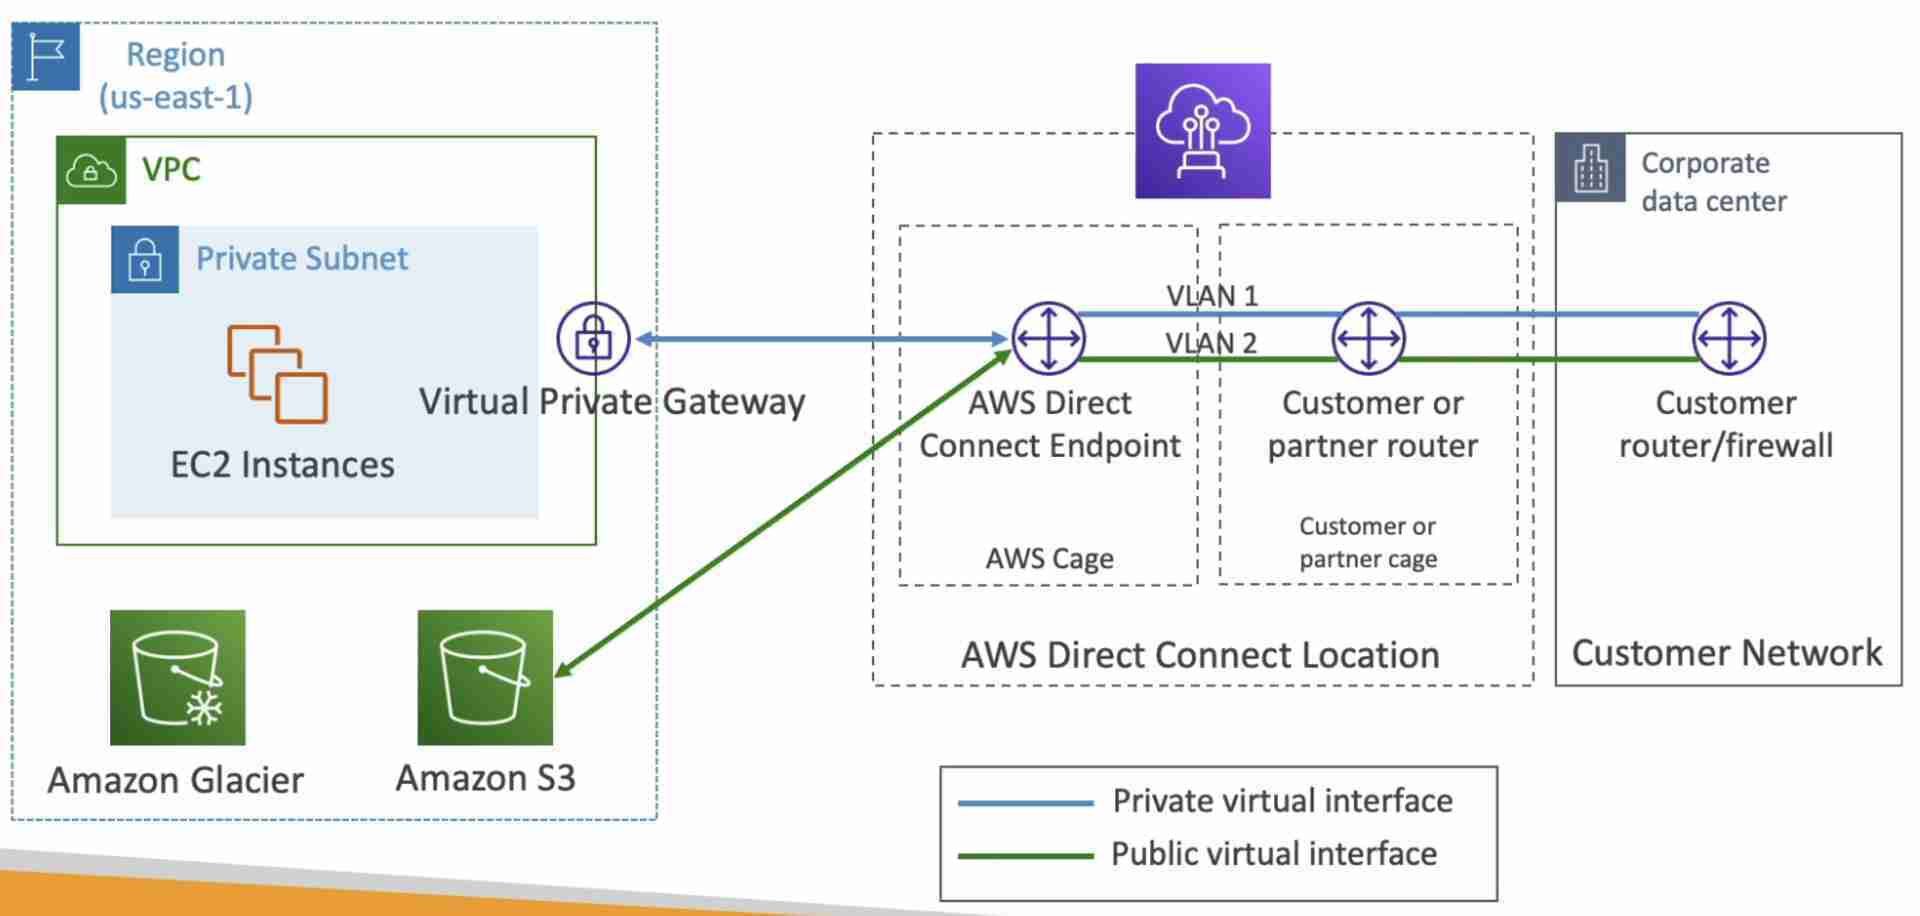 Region
(us-east-1)
VPC
Private Subnet
EC2 Instances
Virtual Private Gateway
Amazon Glacier
Amazon S3
VLAN 1
VLAN 2
AWS Direct
Connect Endpoint
AWS Cage
Customer or
partner router
Customer or
partner cage
AWS Direct Connect Location
Corporate
data center
Customer
router/firewall
Customer Network
Private virtual interface
Public virtual interface